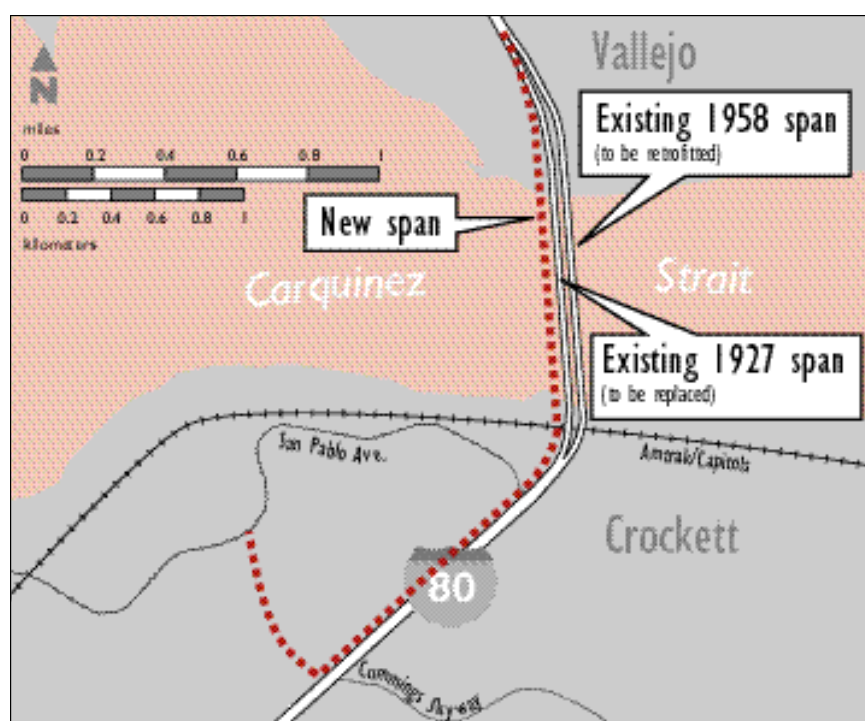 Vallejo
N
Existing 1958 span
(to be retrofitted)
miles
0 0.2 0.4 0.6 0.8 1
0 0.2 0.4 0.6 0.8 1
kilometers
New span
Carquinez Strait
Existing 1927 span
(to be replaced)
San Pablo Ave.
Amtrak/Capitols
Crockett
80
Cummings Skyway